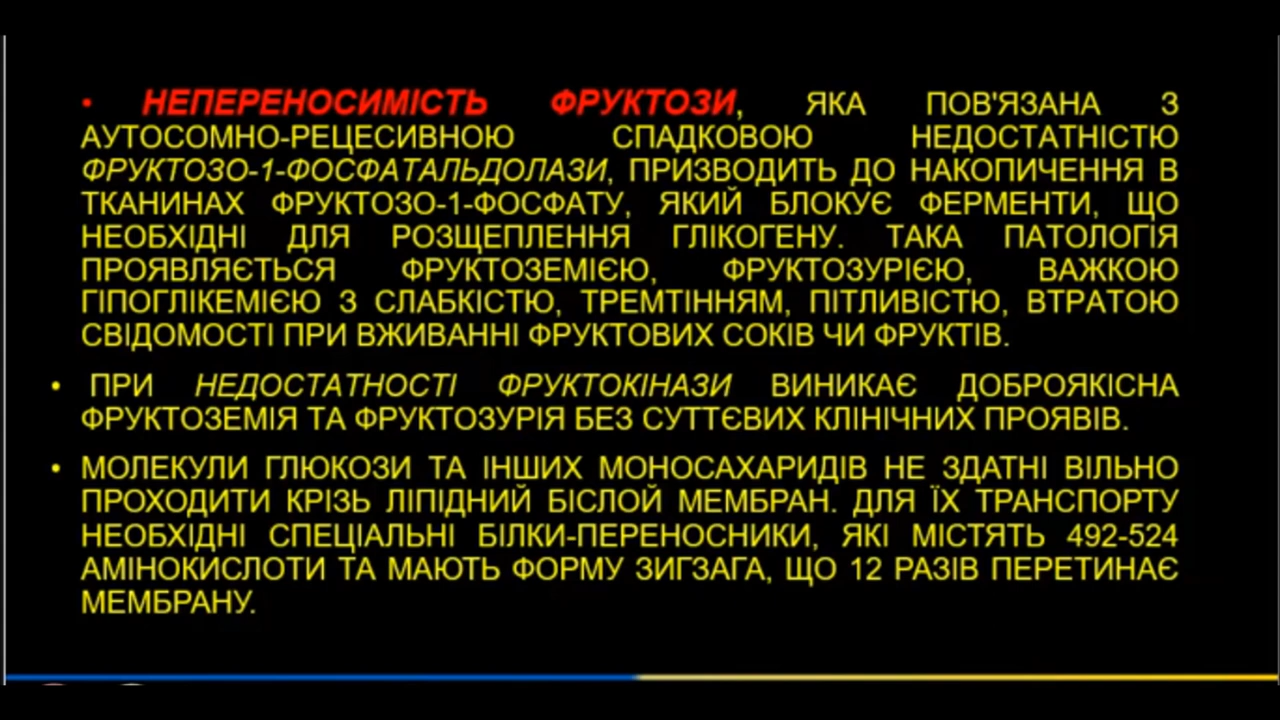 • НЕПЕРЕНОСИМІСТЬ ФРУКТОЗИ, ЯКА ПОВ'ЯЗАНА З
АУТОСОМНО-РЕЦЕСИВНОЮ СПАДКОВОЮ НЕДОСТАТНІСТЮ
ФРУКТОЗО-1-ФОСФАТАЛЬДОЛАЗИ, ПРИЗВОДИТЬ ДО НАКОПИЧЕННЯ В
ТКАНИНАХ ФРУКТОЗО-1-ФОСФАТУ, ЯКИЙ БЛОКУЄ ФЕРМЕНТИ, ЩО
НЕОБХІДНІ ДЛЯ РОЗЩЕПЛЕННЯ ГЛІКОГЕНУ. ТАКА ПАТОЛОГІЯ
ПРОЯВЛЯЄТЬСЯ ФРУКТОЗЕМІЄЮ, ФРУКТОЗУРІЄЮ, ВАЖКОЮ
ГІПОГЛІКЕМІЄЮ З СЛАБКІСТЮ, ТРЕМТІННЯМ, ПІТЛИВІСТЮ, ВТРАТОЮ
СВІДОМОСТІ ПРИ ВЖИВАННІ ФРУКТОВИХ СОКІВ ЧИ ФРУКТІВ.
• ПРИ НЕДОСТАТНОСТІ ФРУКТОКІНАЗИ ВИНИКАЄ ДОБРОЯКІСНА
ФРУКТОЗЕМІЯ ТА ФРУКТОЗУРІЯ БЕЗ СУТТЄВИХ КЛІНІЧНИХ ПРОЯВІВ.
• МОЛЕКУЛИ ГЛЮКОЗИ ТА ІНШИХ МОНОСАХАРИДІВ НЕ ЗДАТНІ ВІЛЬНО
ПРОХОДИТИ КРІЗЬ ЛІПІДНИЙ БІСЛОЙ МЕМБРАН. ДЛЯ ЇХ ТРАНСПОРТУ
НЕОБХІДНІ СПЕЦІАЛЬНІ БІЛКИ-ПЕРЕНОСНИКИ, ЯКІ МІСТЯТЬ 492-524
АМІНОКИСЛОТИ ТА МАЮТЬ ФОРМУ ЗИГЗАГА, ЩО 12 РАЗІВ ПЕРЕТИНАЄ
МЕМБРАНУ.